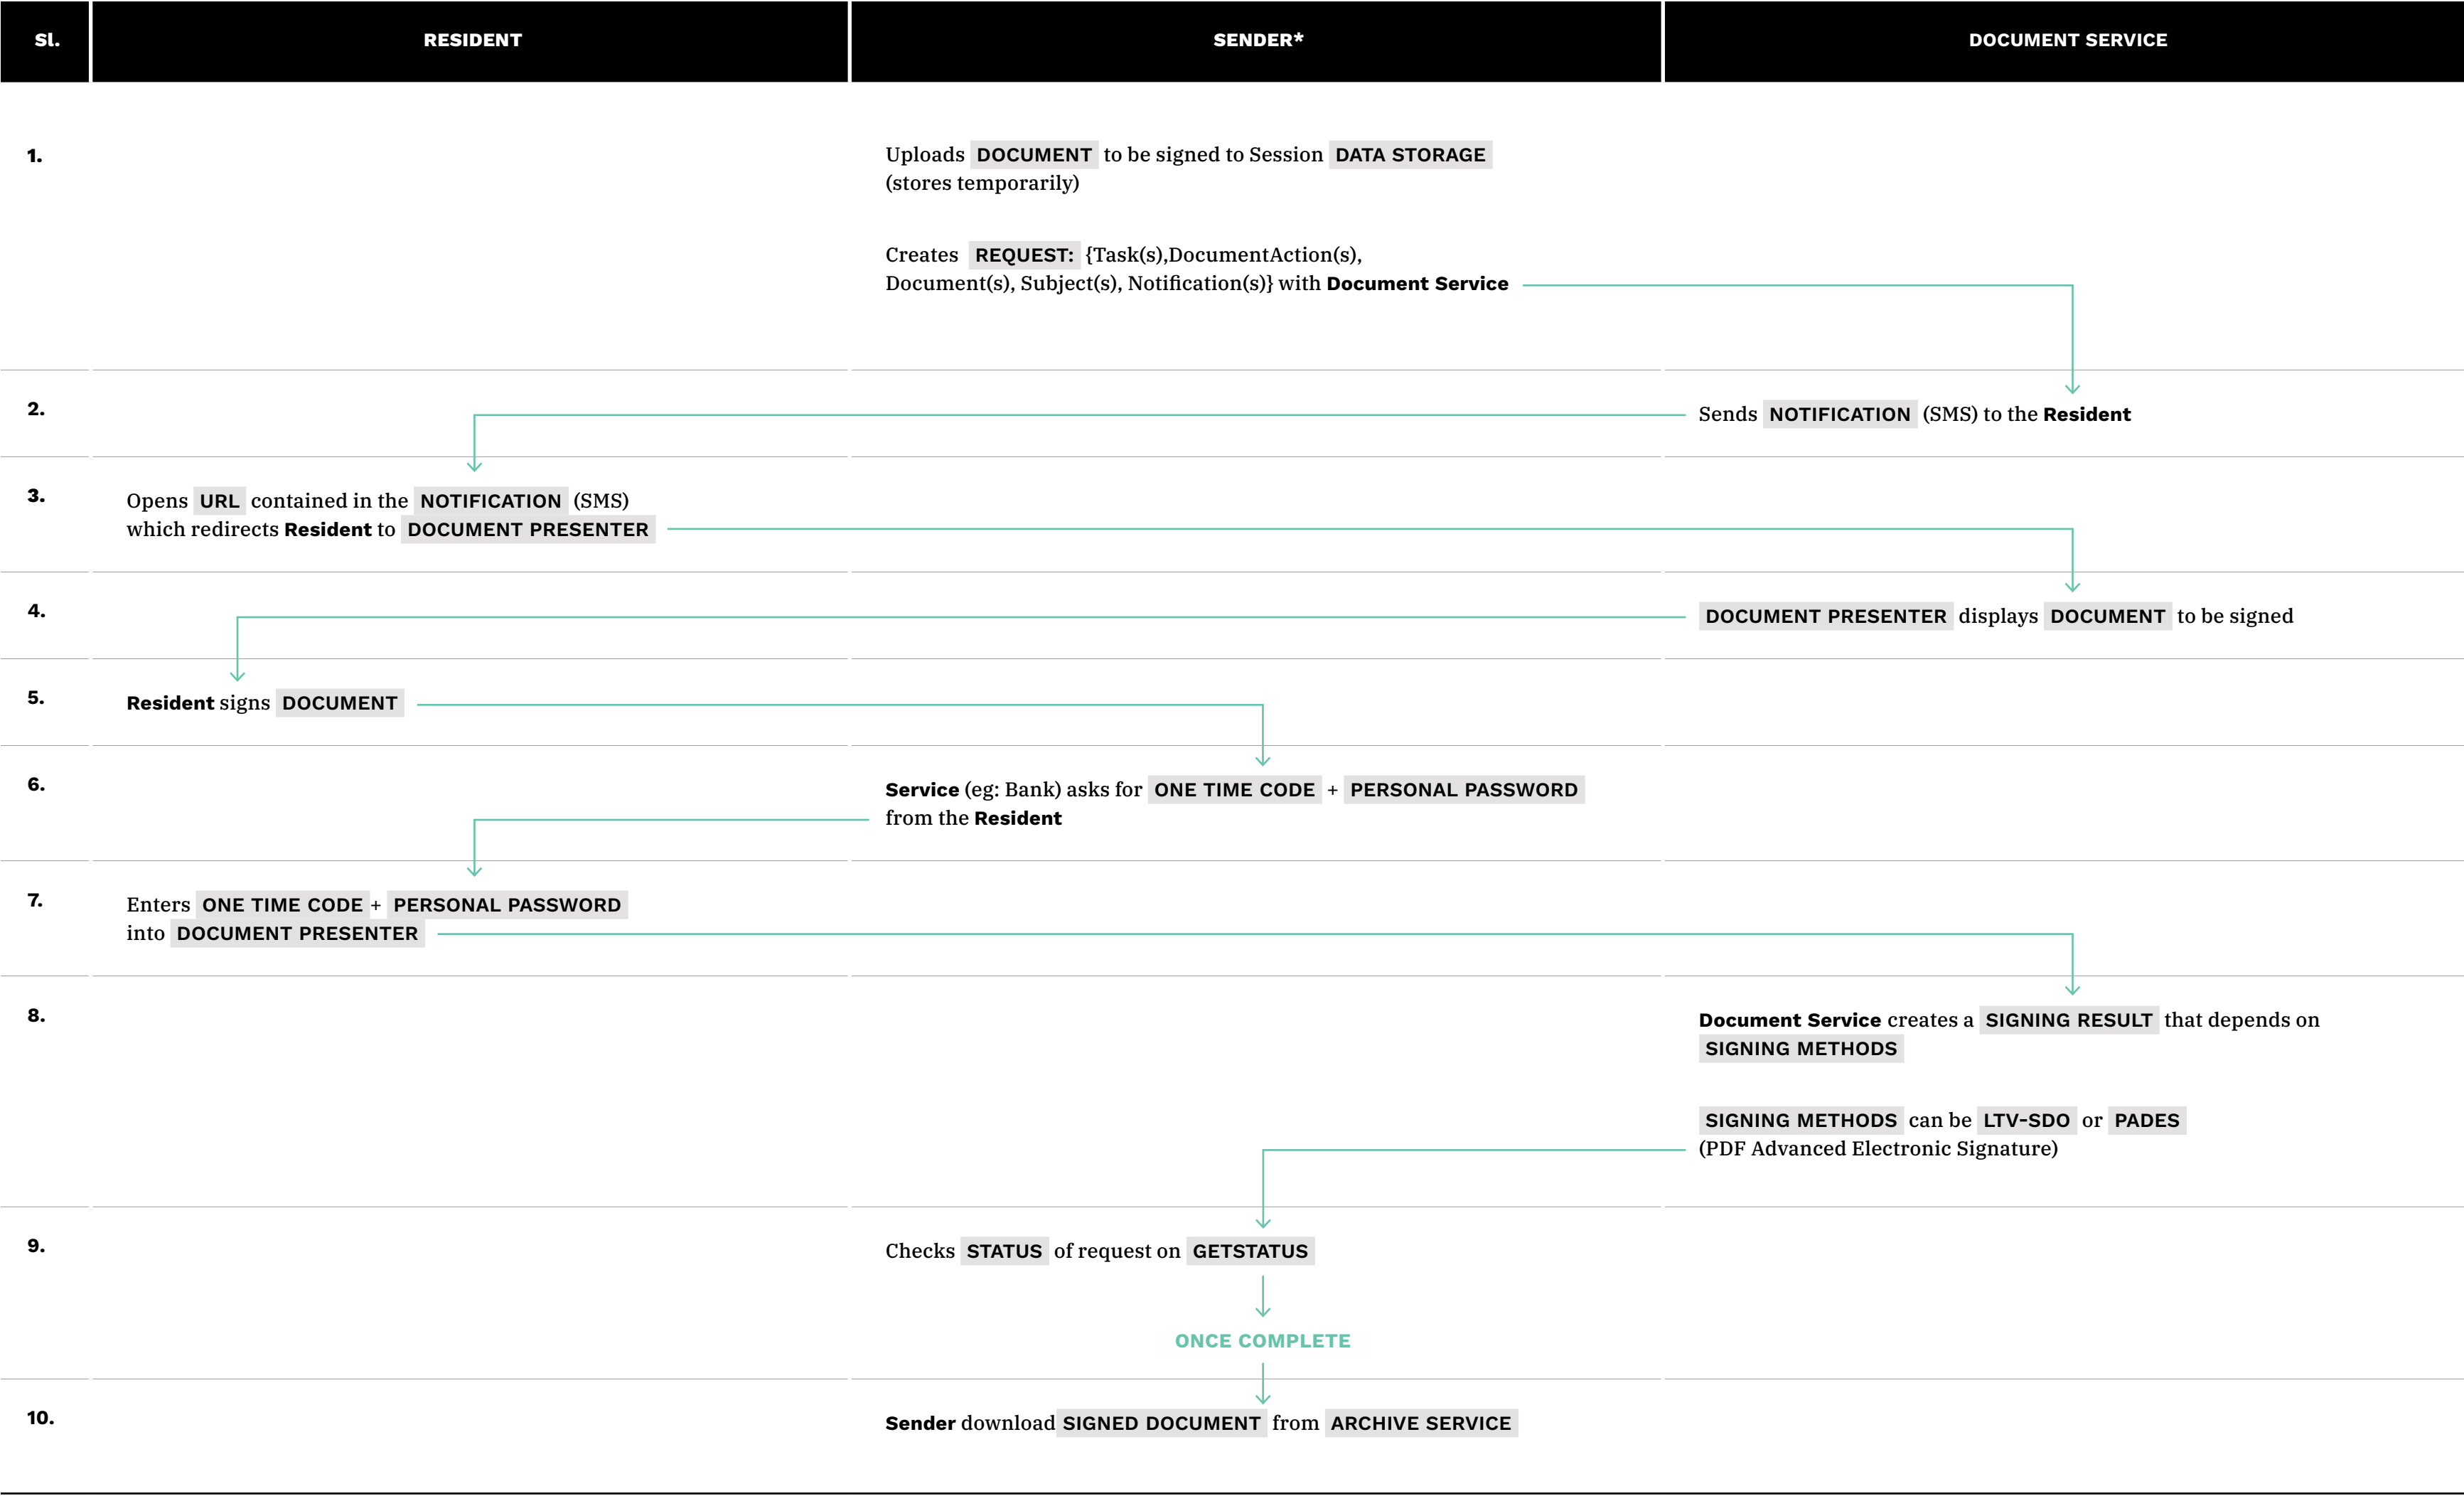 Sl. RESIDENT SENDER* DOCUMENT SERVICE
1.
Uploads DOCUMENT to be signed to Session DATA STORAGE
(stores temporarily)
Creates REQUEST: {Task(s),DocumentAction(s),
Document(s), Subject(s), Notification(s)} with Document Service
2.
Sends NOTIFICATION (SMS) to the Resident
3.
Opens URL contained in the NOTIFICATION (SMS)
which redirects Resident to DOCUMENT PRESENTER
4.
DOCUMENT PRESENTER displays DOCUMENT to be signed
5.
Resident signs DOCUMENT
6.
Service (eg: Bank) asks for ONE TIME CODE + PERSONAL PASSWORD
from the Resident
7.
Enters ONE TIME CODE + PERSONAL PASSWORD
into DOCUMENT PRESENTER
8.
Document Service creates a SIGNING RESULT that depends on
SIGNING METHODS
SIGNING METHODS can be LTV-SDO or PADES
(PDF Advanced Electronic Signature)
9.
Checks STATUS of request on GETSTATUS
ONCE COMPLETE
10.
Sender download SIGNED DOCUMENT from ARCHIVE SERVICE